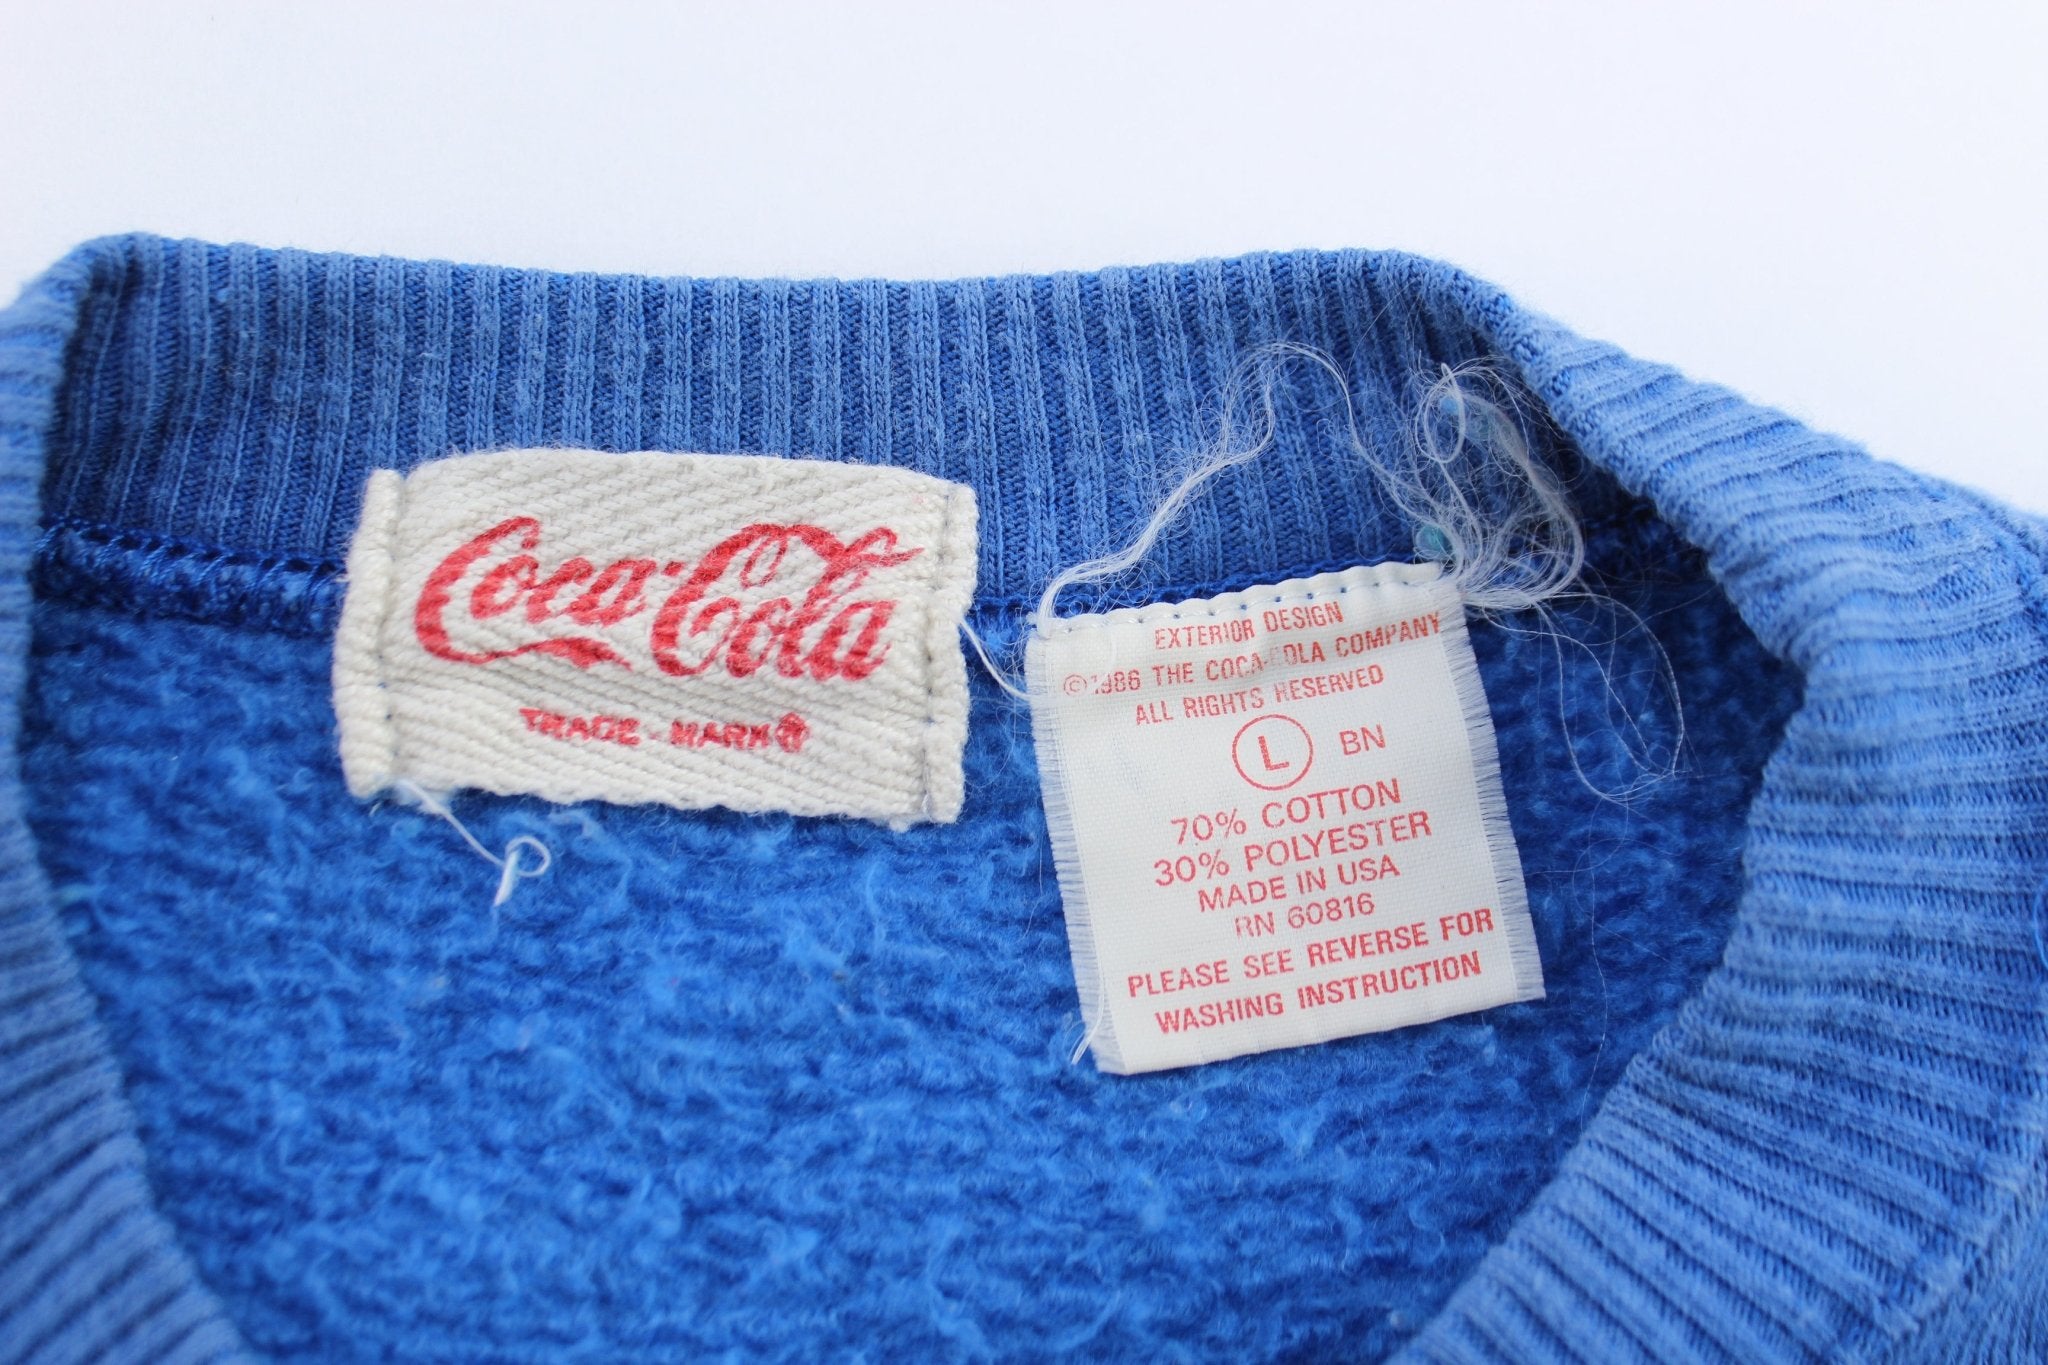 Coca-Cola
TRADE-MARK®
EXTERIOR DESIGN
©1986 THE COCA-COLA COMPANY
ALL RIGHTS RESERVED
L BN
70% COTTON
30% POLYESTER
MADE IN USA
RN 60816
PLEASE SEE REVERSE FOR
WASHING INSTRUCTION